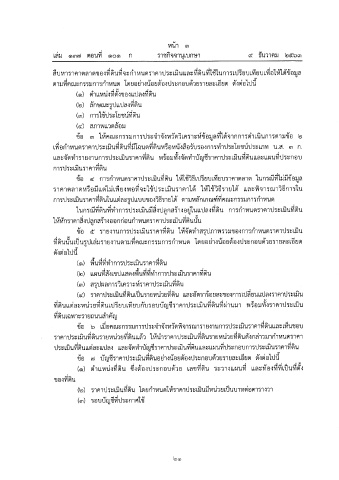 หน้า ๓
เล่ม ๑๓๗ ตอนที่ ๑๐๑ ก ราชกิจจานุเบกษา ๙ ธันวาคม ๒๕๖๓
สืบหาราคาตลาดของที่ดินที่จะกำหนดราคาประเมินและที่ดินที่ใช้ในการเปรียบเทียบเพื่อให้ได้ข้อมูล
ตามที่คณะกรรมการกำหนด โดยอย่างน้อยต้องประกอบด้วยรายละเอียด ดังต่อไปนี้
(๑) ตำแหน่งที่ตั้งของแปลงที่ดิน
(๒) ลักษณะรูปแปลงที่ดิน
(๓) การใช้ประโยชน์ที่ดิน
(๔) สภาพแวดล้อม
ข้อ ๓ ให้คณะกรรมการประจำจังหวัดวิเคราะห์ข้อมูลที่ได้จากการดำเนินการตามข้อ ๒
เพื่อกำหนดราคาประเมินที่ดินที่มีโฉนดที่ดินหรือหนังสือรับรองการทำประโยชน์ประเภท น.ส. ๓ ก.
และจัดทำรายงานการประเมินราคาที่ดิน พร้อมทั้งจัดทำบัญชีราคาประเมินที่ดินและแผนที่ประกอบ
การประเมินราคาที่ดิน
ข้อ ๔ การกำหนดราคาประเมินที่ดิน ให้ใช้วิธีเปรียบเทียบราคาตลาด ในกรณีที่ไม่มีข้อมูล
ราคาตลาดหรือมีแต่ไม่เพียงพอที่จะใช้ประเมินราคาได้ ให้ใช้วิธีรายได้ และพิจารณาวิธีการใน
การประเมินราคาที่ดินในแต่ละรูปแบบของวิธีรายได้ ตามหลักเกณฑ์ที่คณะกรรมการกำหนด
ในกรณีที่ดินที่ทำการประเมินมีสิ่งปลูกสร้างอยู่ในแปลงที่ดิน การกำหนดราคาประเมินที่ดิน
ให้หักราคาสิ่งปลูกสร้างออกก่อนกำหนดราคาประเมินที่ดินนั้น
ข้อ ๕ รายงานการประเมินราคาที่ดิน ให้จัดทำสรุปภาพรวมของการกำหนดราคาประเมิน
ที่ดินนั้นเป็นรูปเล่มรายงานตามที่คณะกรรมการกำหนด โดยอย่างน้อยต้องประกอบด้วยรายละเอียด
ดังต่อไปนี้
(๑) พื้นที่ที่ทำการประเมินราคาที่ดิน
(๒) แผนที่สังเขปแสดงพื้นที่ที่ทำการประเมินราคาที่ดิน
(๓) สรุปผลการวิเคราะห์ราคาประเมินที่ดิน
(๔) ราคาประเมินที่ดินเป็นรายหน่วยที่ดิน และอัตราร้อยละของการเปลี่ยนแปลงราคาประเมิน
ที่ดินแต่ละหน่วยที่ดินเปรียบเทียบกับรอบบัญชีราคาประเมินที่ดินที่ผ่านมา พร้อมทั้งราคาประเมิน
ที่ดินเฉพาะรายถนนสำคัญ
ข้อ ๖ เมื่อคณะกรรมการประจำจังหวัดพิจารณารายงานการประเมินราคาที่ดินและเห็นชอบ
ราคาประเมินที่ดินรายหน่วยที่ดินแล้ว ให้นำราคาประเมินที่ดินรายหน่วยที่ดินดังกล่าวมากำหนดราคา
ประเมินที่ดินแต่ละแปลง และจัดทำบัญชีราคาประเมินที่ดินและแผนที่ประกอบการประเมินราคาที่ดิน
ข้อ ๗ บัญชีราคาประเมินที่ดินอย่างน้อยต้องประกอบด้วยรายละเอียด ดังต่อไปนี้
(๑) ตำแหน่งที่ดิน ซึ่งต้องประกอบด้วย เลขที่ดิน ระวางแผนที่ และท้องที่ที่เป็นที่ตั้ง
ของที่ดิน
(๒) ราคาประเมินที่ดิน โดยกำหนดให้ราคาประเมินมีหน่วยเป็นบาทต่อตารางวา
(๓) รอบบัญชีที่ประกาศใช้
๒๑